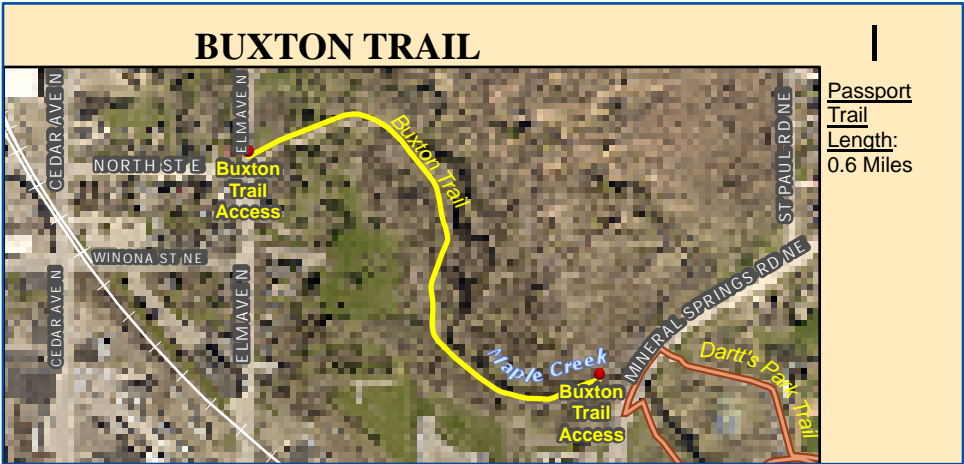 BUXTON TRAIL
I
Passport
Trail
Length:
0.6 Miles
CEDAR AVE N
ELM AVE N
ST PAUL RD NE
Buxton Trail
NORTH ST E
Buxton
Trail
Access
WINONA ST NE
CEDAR AVE N
ELM AVE N
MINERAL SPRINGS RD NE
Maple Creek
Dartt's Park Trail
Buxton
Trail
Access